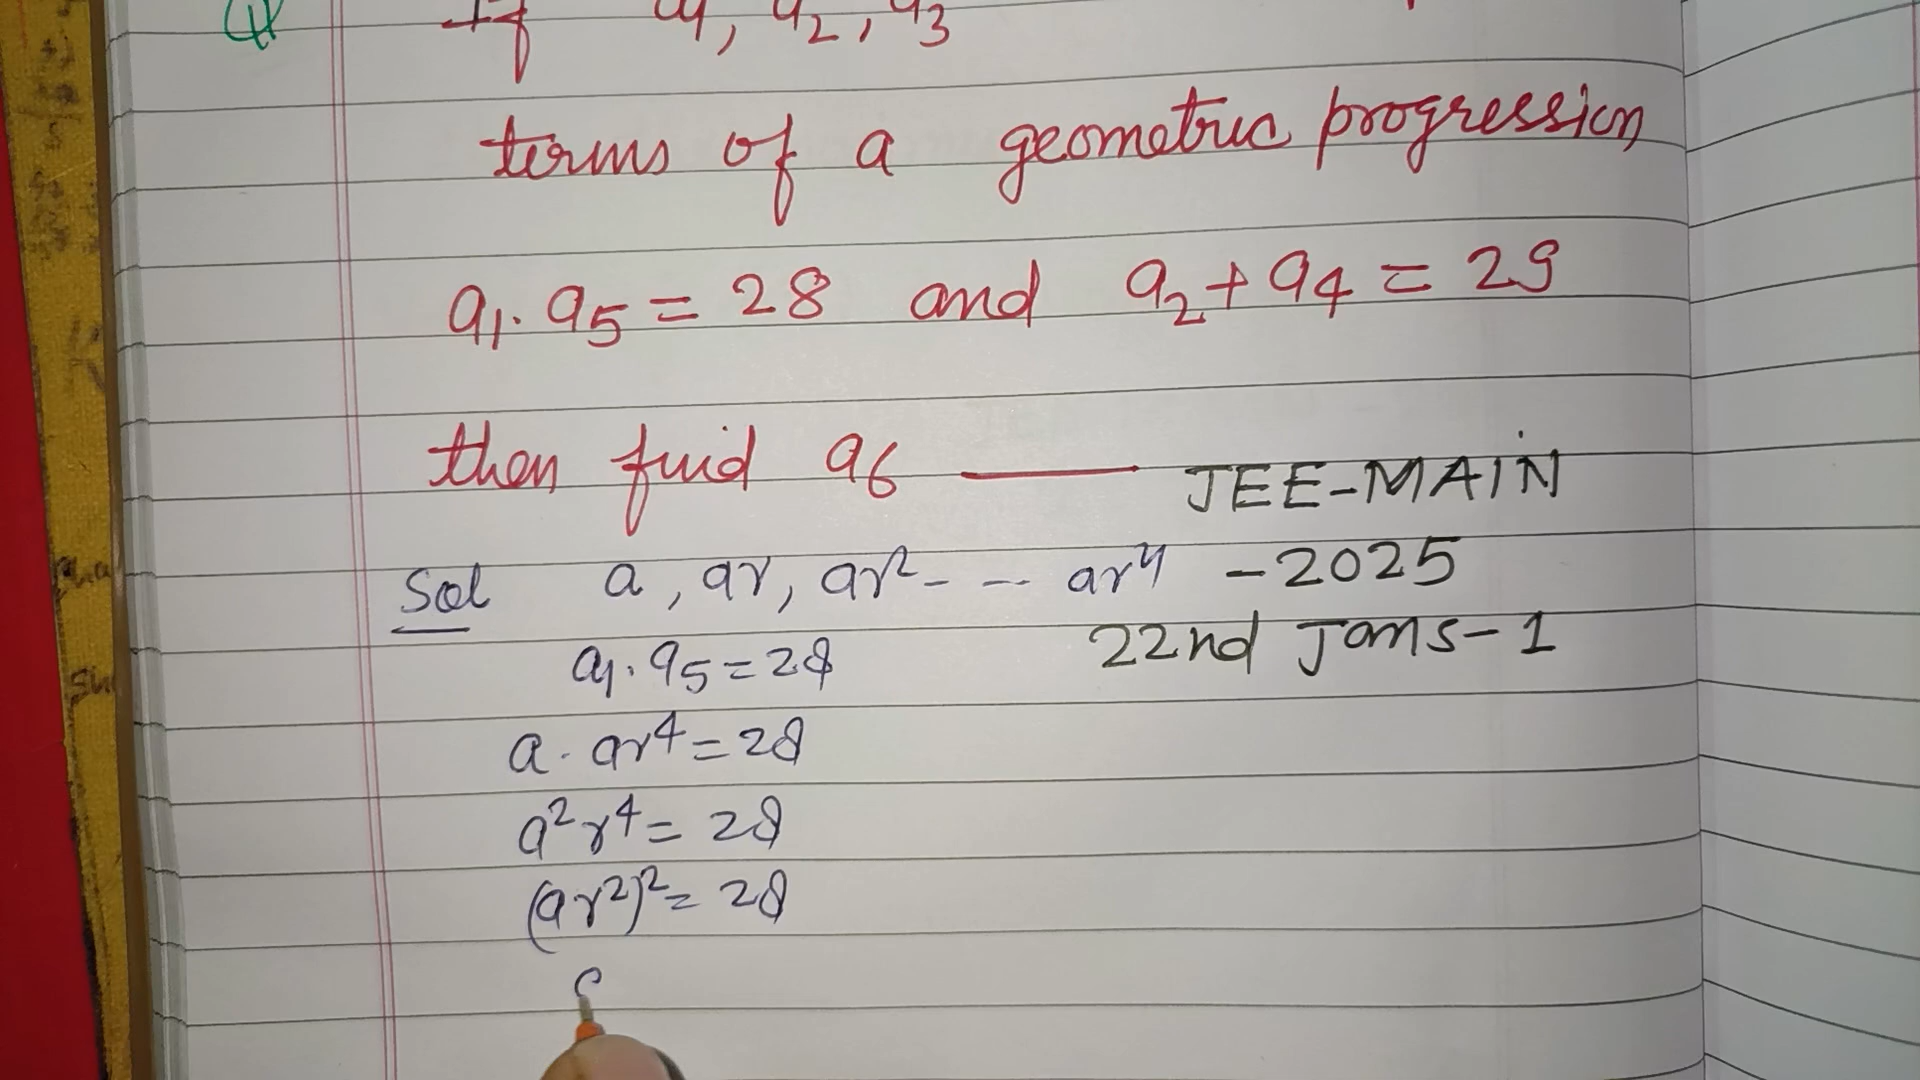 Q If a1, a2, a3
terms of a geometric progression
a1. a5 = 28 and a2 + a4 = 29
then find a6 — JEE-MAIN
Sol a, ar, ar² - -- ar⁴ - 2025
a1. a5 = 28 22nd Jan S-1
a. ar⁴ = 28
a²r⁴ = 28
(ar²)² = 28